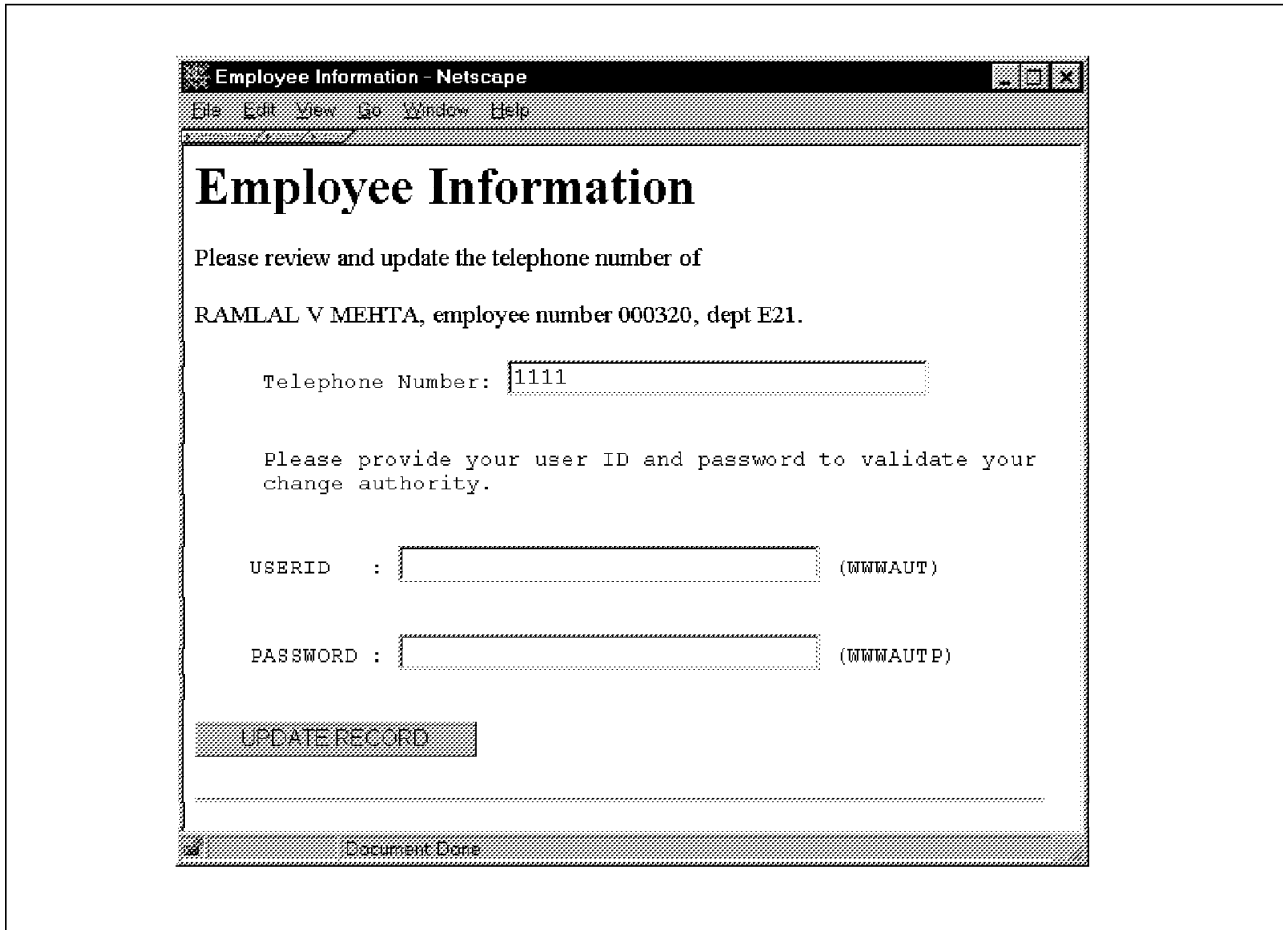 Employee Information - Netscape
File Edit View Go Window Help
Employee Information
Please review and update the telephone number of
RAMLAL V MEHTA, employee number 000320, dept E21.
Telephone Number: 1111
Please provide your user ID and password to validate your
change authority.
USERID : (WWWAUT)
PASSWORD : (WWWAUTP)
UPDATE RECORD
Document Done